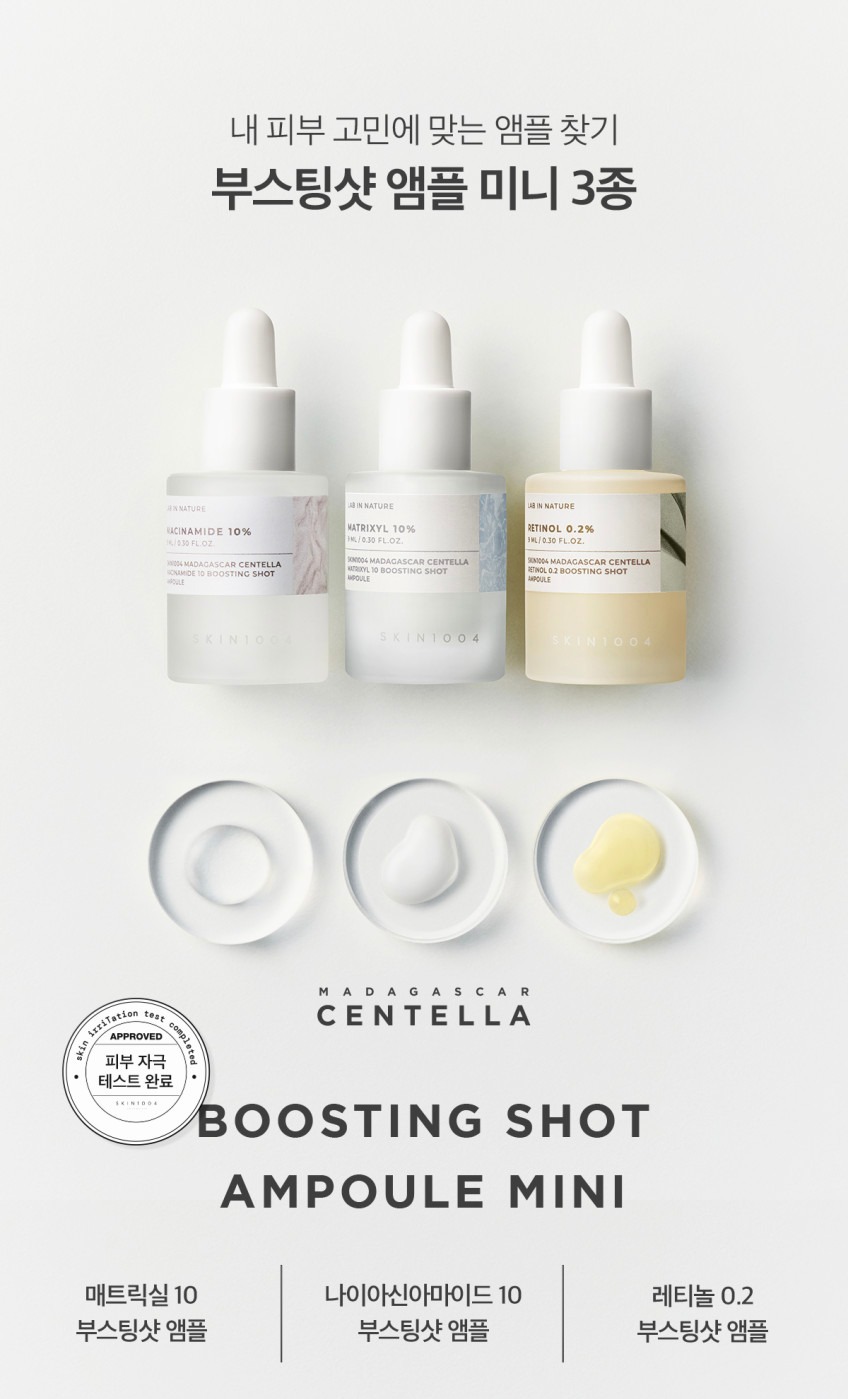 내 피부 고민에 맞는 앰플 찾기
부스팅샷 앰플 미니 3종
LAB IN NATURE
NIACINAMIDE 10%
9 ML / 0.30 FL.OZ.
SKIN1004 MADAGASCAR CENTELLA
NIACINAMIDE 10 BOOSTING SHOT
AMPOULE
SKIN1004
LAB IN NATURE
MATRIXYL 10%
9 ML / 0.30 FL.OZ.
SKIN1004 MADAGASCAR CENTELLA
MATRIXYL 10 BOOSTING SHOT
AMPOULE
SKIN1004
LAB IN NATURE
RETINOL 0.2%
9 ML / 0.30 FL.OZ.
SKIN1004 MADAGASCAR CENTELLA
RETINOL 0.2 BOOSTING SHOT
AMPOULE
SKIN1004
MADAGASCAR
CENTELLA
skin irriTation test completed
APPROVED
피부 자극
테스트 완료
SKIN1004
BOOSTING SHOT
AMPOULE MINI
매트릭실 10
부스팅샷 앰플
나이아신아마이드 10
부스팅샷 앰플
레티놀 0.2
부스팅샷 앰플